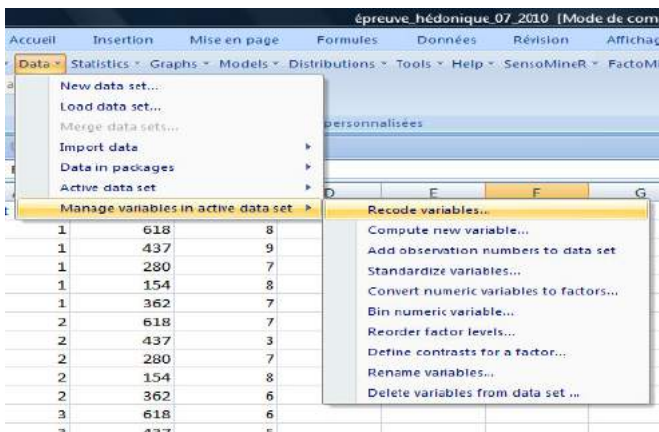 épreuve_hédonique_07_2010 [Mode de com
Accueil Insertion Mise en page Formules Données Révision Affichag
Data Statistics Graphs Models Distributions Tools Help SensoMineR FactoMi
New data set...
Load data set...
Merge data sets...
personnalisées
Import data
Data in packages
Active data set
Manage variables in active data set
D E F G
Recode variables...
Compute new variable...
Add observation numbers to data set
Standardize variables...
Convert numeric variables to factors...
Bin numeric variable...
Reorder factor levels...
Define contrasts for a factor...
Rename variables...
Delete variables from data set ...
t
1 618 8
1 437 9
1 280 7
1 154 8
1 362 7
2 618 7
2 437 3
2 280 7
2 154 8
2 362 6
3 618 6
3 437 5